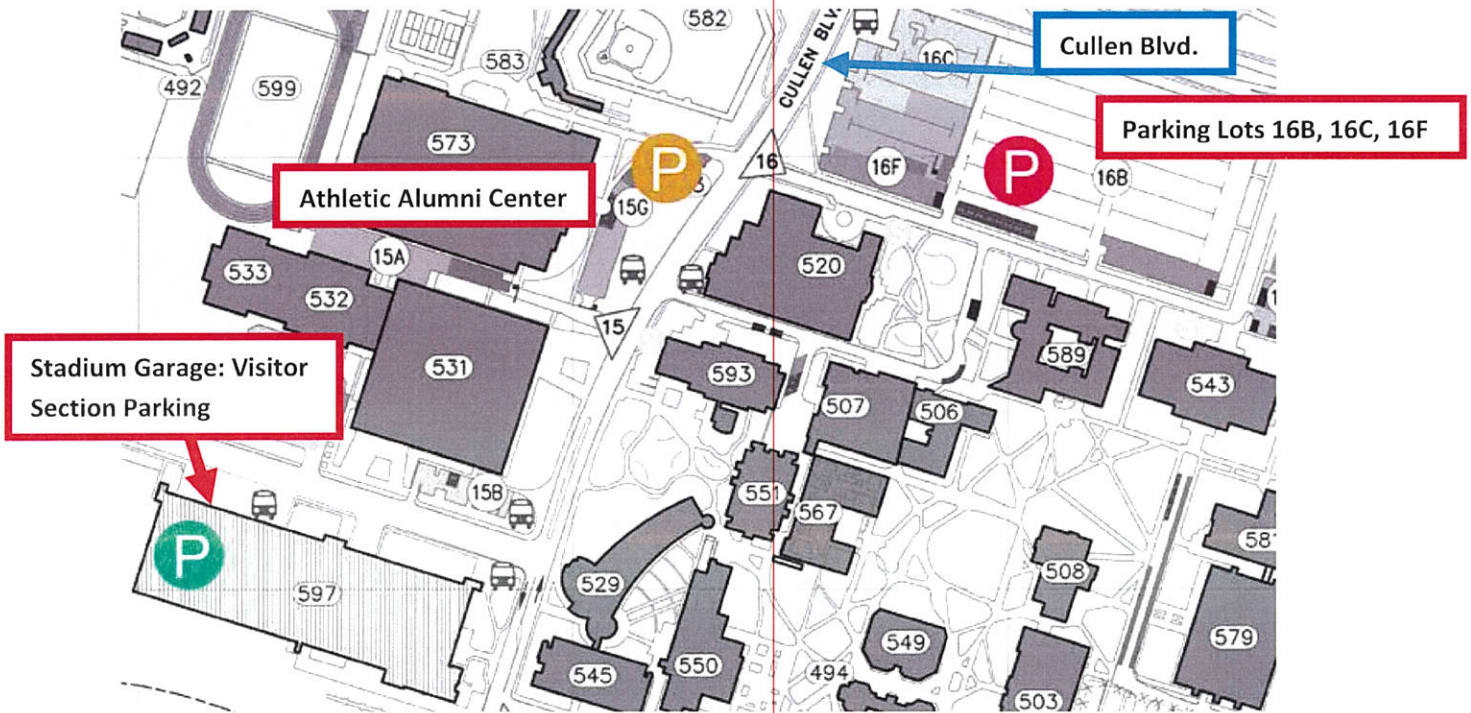 582
CULLEN BLV
16C
Cullen Blvd.
492
599
583
573
Parking Lots 16B, 16C, 16F
P
16
16F
P
16B
Athletic Alumni Center
15G
15A
533
532
520
15
Stadium Garage: Visitor
Section Parking
531
593
589
543
507
506
15B
551
567
P
597
529
508
579
549
545
550
494
503